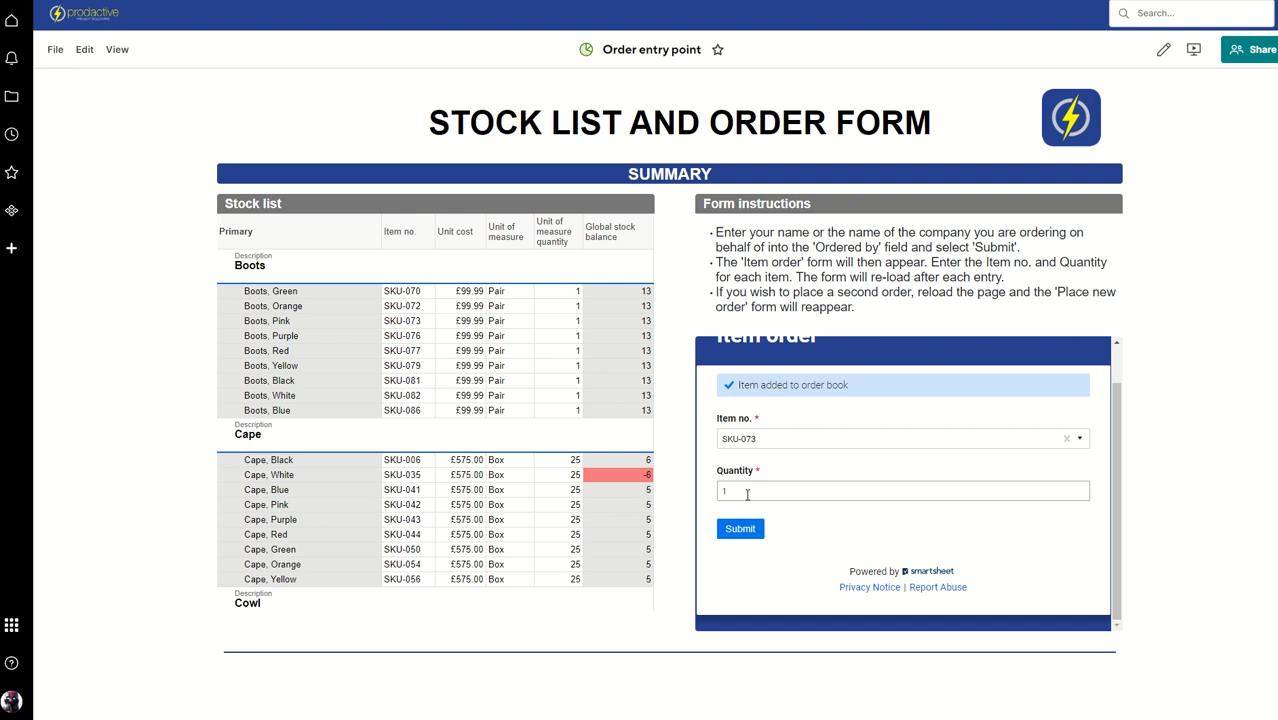 prodactive
Search...
File Edit View
Order entry point
Share
STOCK LIST AND ORDER FORM
SUMMARY
Stock list
Primary Item no. Unit cost Unit of measure Unit of measure quantity Global stock balance
Description
Boots
Boots, Green SKU-070 £99.99 Pair 1 13
Boots, Orange SKU-072 £99.99 Pair 1 13
Boots, Pink SKU-073 £99.99 Pair 1 13
Boots, Purple SKU-076 £99.99 Pair 1 13
Boots, Red SKU-077 £99.99 Pair 1 13
Boots, Yellow SKU-079 £99.99 Pair 1 13
Boots, Black SKU-081 £99.99 Pair 1 13
Boots, White SKU-082 £99.99 Pair 1 13
Boots, Blue SKU-086 £99.99 Pair 1 13
Description
Cape
Cape, Black SKU-006 £575.00 Box 25 6
Cape, White SKU-035 £575.00 Box 25 -6
Cape, Blue SKU-041 £575.00 Box 25 5
Cape, Pink SKU-042 £575.00 Box 25 5
Cape, Purple SKU-043 £575.00 Box 25 5
Cape, Red SKU-044 £575.00 Box 25 5
Cape, Green SKU-050 £575.00 Box 25 5
Cape, Orange SKU-054 £575.00 Box 25 5
Cape, Yellow SKU-056 £575.00 Box 25 5
Description
Cowl
Form instructions
• Enter your name or the name of the company you are ordering on
behalf of into the 'Ordered by' field and select 'Submit'.
• The 'Item order' form will then appear. Enter the Item no. and Quantity
for each item. The form will re-load after each entry.
• If you wish to place a second order, reload the page and the 'Place new
order' form will reappear.
Item order
Item added to order book
Item no. *
SKU-073
Quantity *
1
Submit
Powered by smartsheet
Privacy Notice | Report Abuse